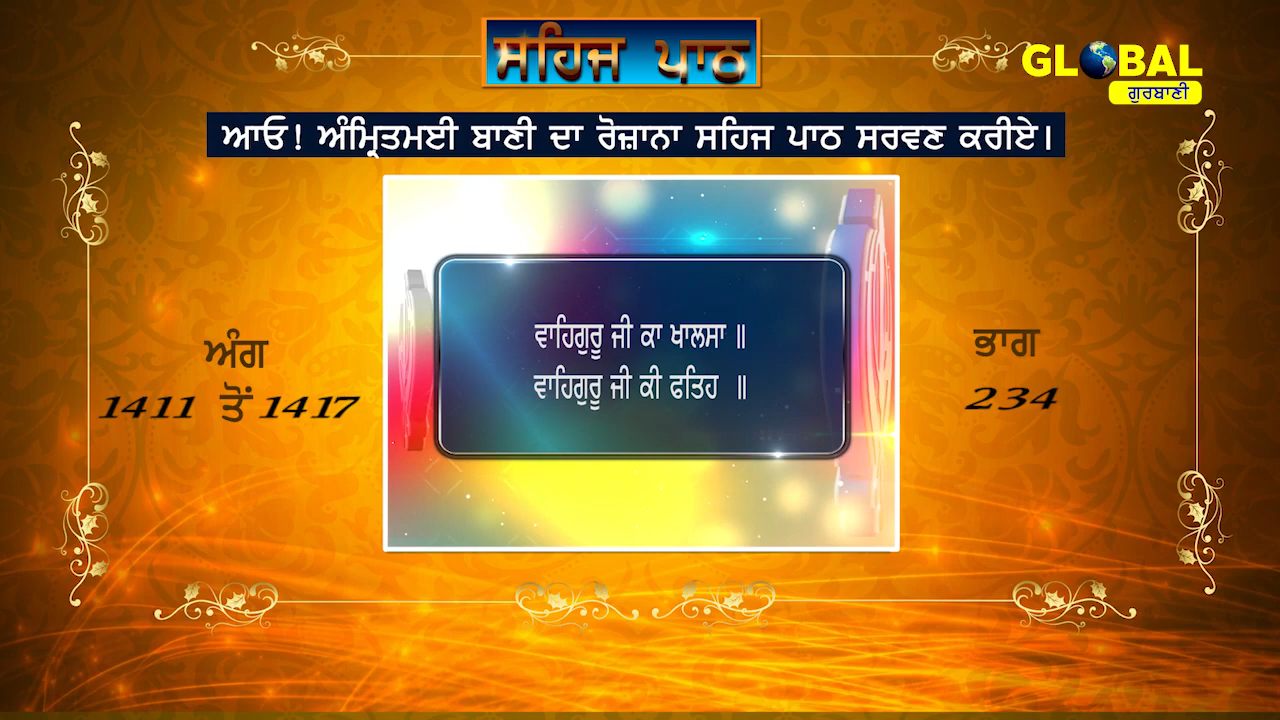 ਸਹਿਜ ਪਾਠ
GLOBAL
ਗੁਰਬਾਣੀ
ਆਓ! ਅੰਮ੍ਰਿਤਮਈ ਬਾਣੀ ਦਾ ਰੋਜ਼ਾਨਾ ਸਹਿਜ ਪਾਠ ਸਰਵਣ ਕਰੀਏ।
ਵਾਹਿਗੁਰੂ ਜੀ ਕਾ ਖਾਲਸਾ ॥
ਵਾਹਿਗੁਰੂ ਜੀ ਕੀ ਫਤਿਹ ॥
ਅੰਗ
1411 ਤੋਂ 1417
ਭਾਗ
234